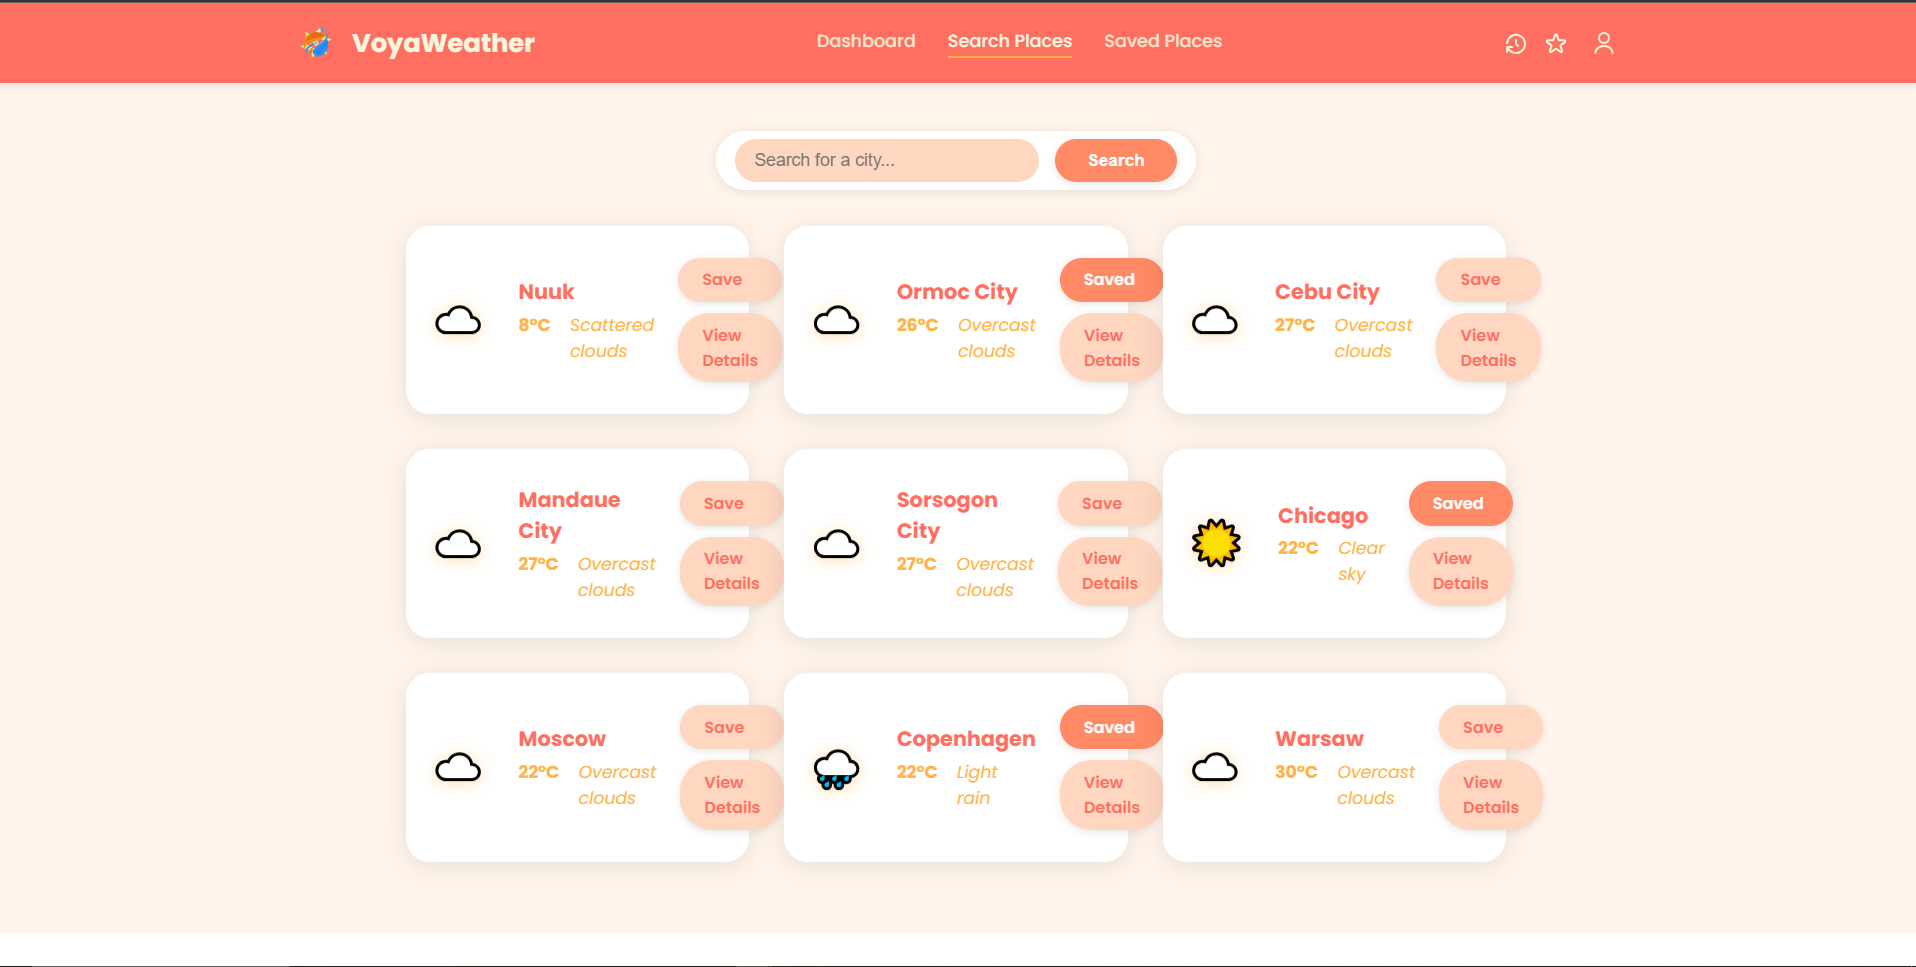 VoyaWeather
Dashboard
Search Places
Saved Places
Search for a city...
Search
Nuuk
8°C
Scattered
clouds
Save
View
Details
Ormoc City
26°C
Overcast
clouds
Saved
View
Details
Cebu City
27°C
Overcast
clouds
Save
View
Details
Mandaue
City
27°C
Overcast
clouds
Save
View
Details
Sorsogon
City
27°C
Overcast
clouds
Save
View
Details
Chicago
22°C
Clear
sky
Saved
View
Details
Moscow
22°C
Overcast
clouds
Save
View
Details
Copenhagen
22°C
Light
rain
Saved
View
Details
Warsaw
30°C
Overcast
clouds
Save
View
Details